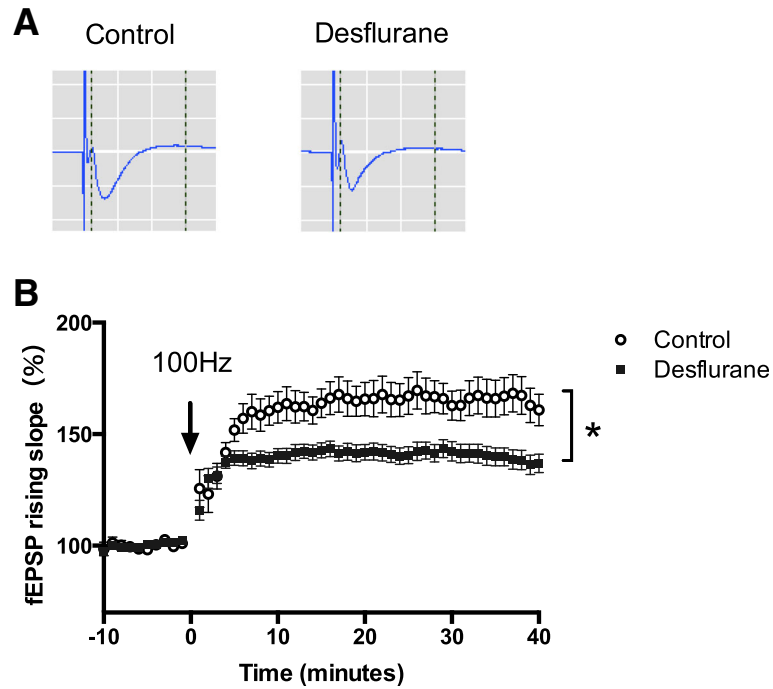 A
Control Desflurane
B
fEPSP rising slope (%)
200
150
100
100Hz
*
Control
Desflurane
-10 0 10 20 30 40
Time (minutes)